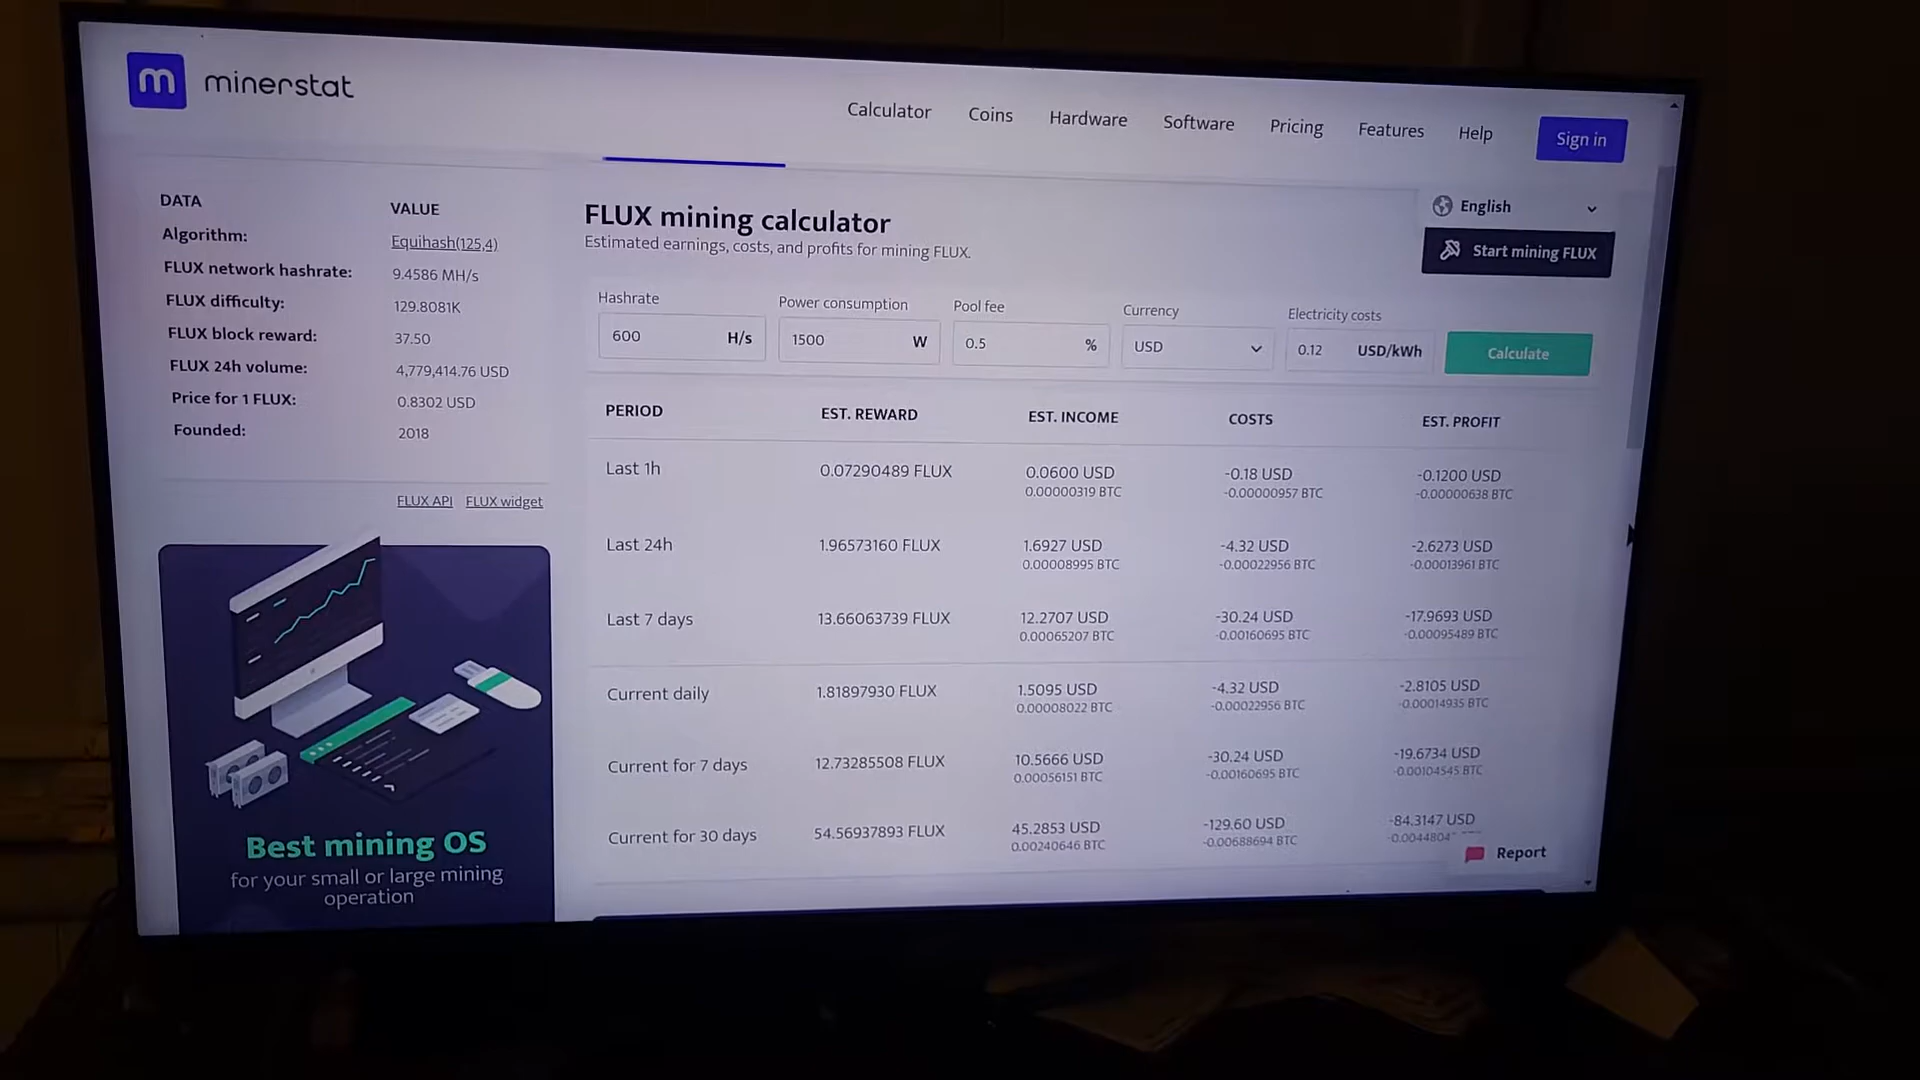 minerstat
Calculator Coins Hardware Software Pricing Features Help Sign in
English
Start mining FLUX
DATA VALUE
Algorithm: Equihash(125,4)
FLUX network hashrate: 9.4586 MH/s
FLUX difficulty: 129.8081K
FLUX block reward: 37.50
FLUX 24h volume: 4,779,414.76 USD
Price for 1 FLUX: 0.8302 USD
Founded: 2018
FLUX API FLUX widget
Best mining OS
for your small or large mining
operation
FLUX mining calculator
Estimated earnings, costs, and profits for mining FLUX.
Hashrate Power consumption Pool fee Currency Electricity costs
600 H/s 1500 W 0.5 % USD 0.12 USD/kWh Calculate
PERIOD EST. REWARD EST. INCOME COSTS EST. PROFIT
Last 1h 0.07290489 FLUX 0.0600 USD -0.18 USD -0.1200 USD
0.00000319 BTC -0.00000957 BTC -0.00000638 BTC
Last 24h 1.96573160 FLUX 1.6927 USD -4.32 USD -2.6273 USD
0.00008995 BTC -0.00022956 BTC -0.00013961 BTC
Last 7 days 13.66063739 FLUX 12.2707 USD -30.24 USD -17.9693 USD
0.00065207 BTC -0.00160695 BTC -0.00095489 BTC
Current daily 1.81897930 FLUX 1.5095 USD -4.32 USD -2.8105 USD
0.00008022 BTC -0.00022956 BTC -0.00014935 BTC
Current for 7 days 12.73285508 FLUX 10.5666 USD -30.24 USD -19.6734 USD
0.00056151 BTC -0.00160695 BTC -0.00104545 BTC
Current for 30 days 54.56937893 FLUX 45.2853 USD -129.60 USD -84.3147 USD
0.00240646 BTC -0.00688694 BTC
Report